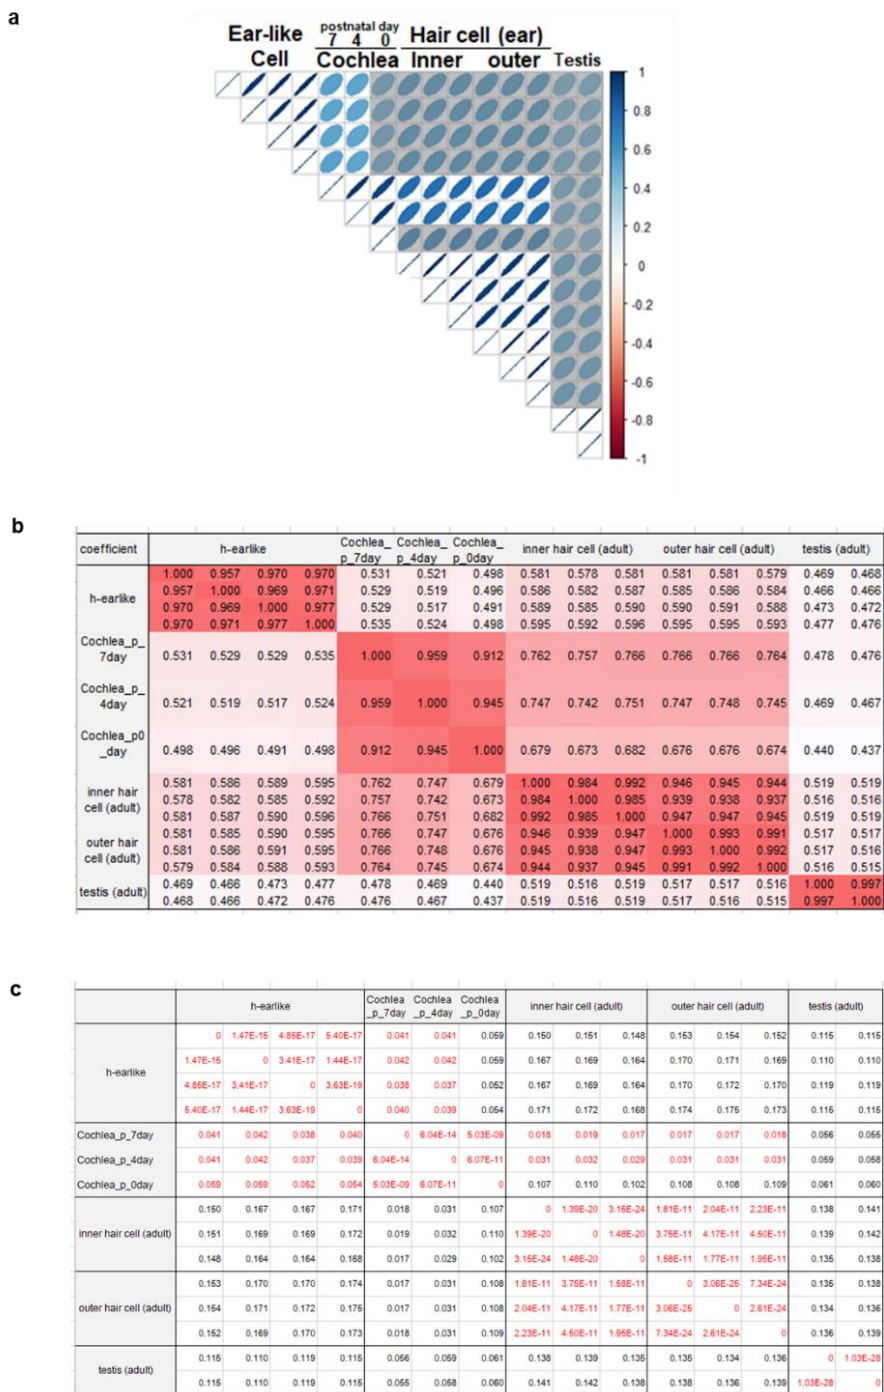 a
Ear-like Cell
postnatal day
7 4 0
Cochlea
Hair cell (ear)
Inner outer
Testis
1
0.8
0.6
0.4
0.2
0
-0.2
-0.4
-0.6
-0.8
-1
b
coefficient h-earlike Cochlea_p_7day Cochlea_p_4day Cochlea_p_0day inner hair cell (adult) outer hair cell (adult) testis (adult)
h-earlike
1.000 0.957 0.970 0.970 0.531 0.521 0.498 0.581 0.578 0.581 0.581 0.581 0.579 0.469 0.468
0.957 1.000 0.969 0.971 0.529 0.519 0.496 0.586 0.582 0.587 0.585 0.586 0.584 0.466 0.466
0.970 0.969 1.000 0.977 0.529 0.517 0.491 0.589 0.585 0.590 0.590 0.591 0.588 0.473 0.472
0.970 0.971 0.977 1.000 0.535 0.524 0.498 0.595 0.592 0.596 0.595 0.595 0.593 0.477 0.476
Cochlea_p_7day
0.531 0.529 0.529 0.535 1.000 0.959 0.912 0.762 0.757 0.766 0.766 0.766 0.764 0.478 0.476
Cochlea_p_4day
0.521 0.519 0.517 0.524 0.959 1.000 0.945 0.747 0.742 0.751 0.747 0.748 0.745 0.469 0.467
Cochlea_p0_day
0.498 0.496 0.491 0.498 0.912 0.945 1.000 0.679 0.673 0.682 0.676 0.676 0.674 0.440 0.437
inner hair cell (adult)
0.581 0.586 0.589 0.595 0.762 0.747 0.679 1.000 0.984 0.992 0.946 0.945 0.944 0.519 0.519
0.578 0.582 0.585 0.592 0.757 0.742 0.673 0.984 1.000 0.985 0.939 0.938 0.937 0.516 0.516
0.581 0.587 0.590 0.596 0.766 0.751 0.682 0.992 0.985 1.000 0.947 0.947 0.945 0.519 0.519
outer hair cell (adult)
0.581 0.585 0.590 0.595 0.766 0.747 0.676 0.946 0.939 0.947 1.000 0.993 0.991 0.517 0.517
0.581 0.586 0.591 0.595 0.766 0.748 0.676 0.945 0.938 0.947 0.993 1.000 0.992 0.517 0.516
0.579 0.584 0.588 0.593 0.764 0.745 0.674 0.944 0.937 0.945 0.991 0.992 1.000 0.516 0.515
testis (adult)
0.469 0.466 0.473 0.477 0.478 0.469 0.440 0.519 0.516 0.519 0.517 0.517 0.516 1.000 0.997
0.468 0.466 0.472 0.476 0.476 0.467 0.437 0.519 0.516 0.519 0.517 0.516 0.515 0.997 1.000
c
h-earlike Cochlea_p_7day Cochlea_p_4day Cochlea_p_0day inner hair cell (adult) outer hair cell (adult) testis (adult)
h-earlike
0 1.47E-15 4.85E-17 5.40E-17 0.041 0.041 0.059 0.150 0.151 0.148 0.153 0.154 0.152 0.115 0.115
1.47E-15 0 3.41E-17 1.44E-17 0.042 0.042 0.059 0.167 0.169 0.164 0.170 0.171 0.169 0.110 0.110
4.85E-17 3.41E-17 0 3.63E-19 0.038 0.037 0.052 0.167 0.169 0.164 0.170 0.172 0.170 0.119 0.119
5.40E-17 1.44E-17 3.63E-19 0 0.040 0.039 0.054 0.171 0.172 0.168 0.174 0.175 0.173 0.115 0.115
Cochlea_p_7day 0.041 0.042 0.038 0.040 0 6.04E-14 5.03E-09 0.018 0.019 0.017 0.017 0.017 0.018 0.056 0.055
Cochlea_p_4day 0.041 0.042 0.037 0.039 6.04E-14 0 6.07E-11 0.031 0.032 0.029 0.031 0.031 0.031 0.059 0.058
Cochlea_p_0day 0.059 0.059 0.052 0.054 5.03E-09 6.07E-11 0 0.107 0.110 0.102 0.108 0.108 0.109 0.061 0.060
inner hair cell (adult)
0.150 0.167 0.167 0.171 0.018 0.031 0.107 0 1.39E-20 3.15E-24 1.81E-11 2.04E-11 2.23E-11 0.138 0.141
0.151 0.169 0.169 0.172 0.019 0.032 0.110 1.39E-20 0 1.48E-20 3.75E-11 4.17E-11 4.50E-11 0.139 0.142
0.148 0.164 0.164 0.168 0.017 0.029 0.102 3.15E-24 1.48E-20 0 1.58E-11 1.77E-11 1.95E-11 0.135 0.138
outer hair cell (adult)
0.153 0.170 0.170 0.174 0.017 0.031 0.108 1.81E-11 3.75E-11 1.58E-11 0 3.06E-25 7.34E-24 0.135 0.138
0.154 0.171 0.172 0.175 0.017 0.031 0.108 2.04E-11 4.17E-11 1.77E-11 3.06E-25 0 2.61E-24 0.134 0.136
0.152 0.169 0.170 0.173 0.018 0.031 0.109 2.23E-11 4.50E-11 1.95E-11 7.34E-24 2.61E-24 0 0.136 0.139
testis (adult)
0.115 0.110 0.119 0.115 0.056 0.059 0.061 0.138 0.139 0.135 0.135 0.134 0.136 0 1.03E-28
0.115 0.110 0.119 0.115 0.055 0.058 0.060 0.141 0.142 0.138 0.138 0.136 0.139 1.03E-28 0